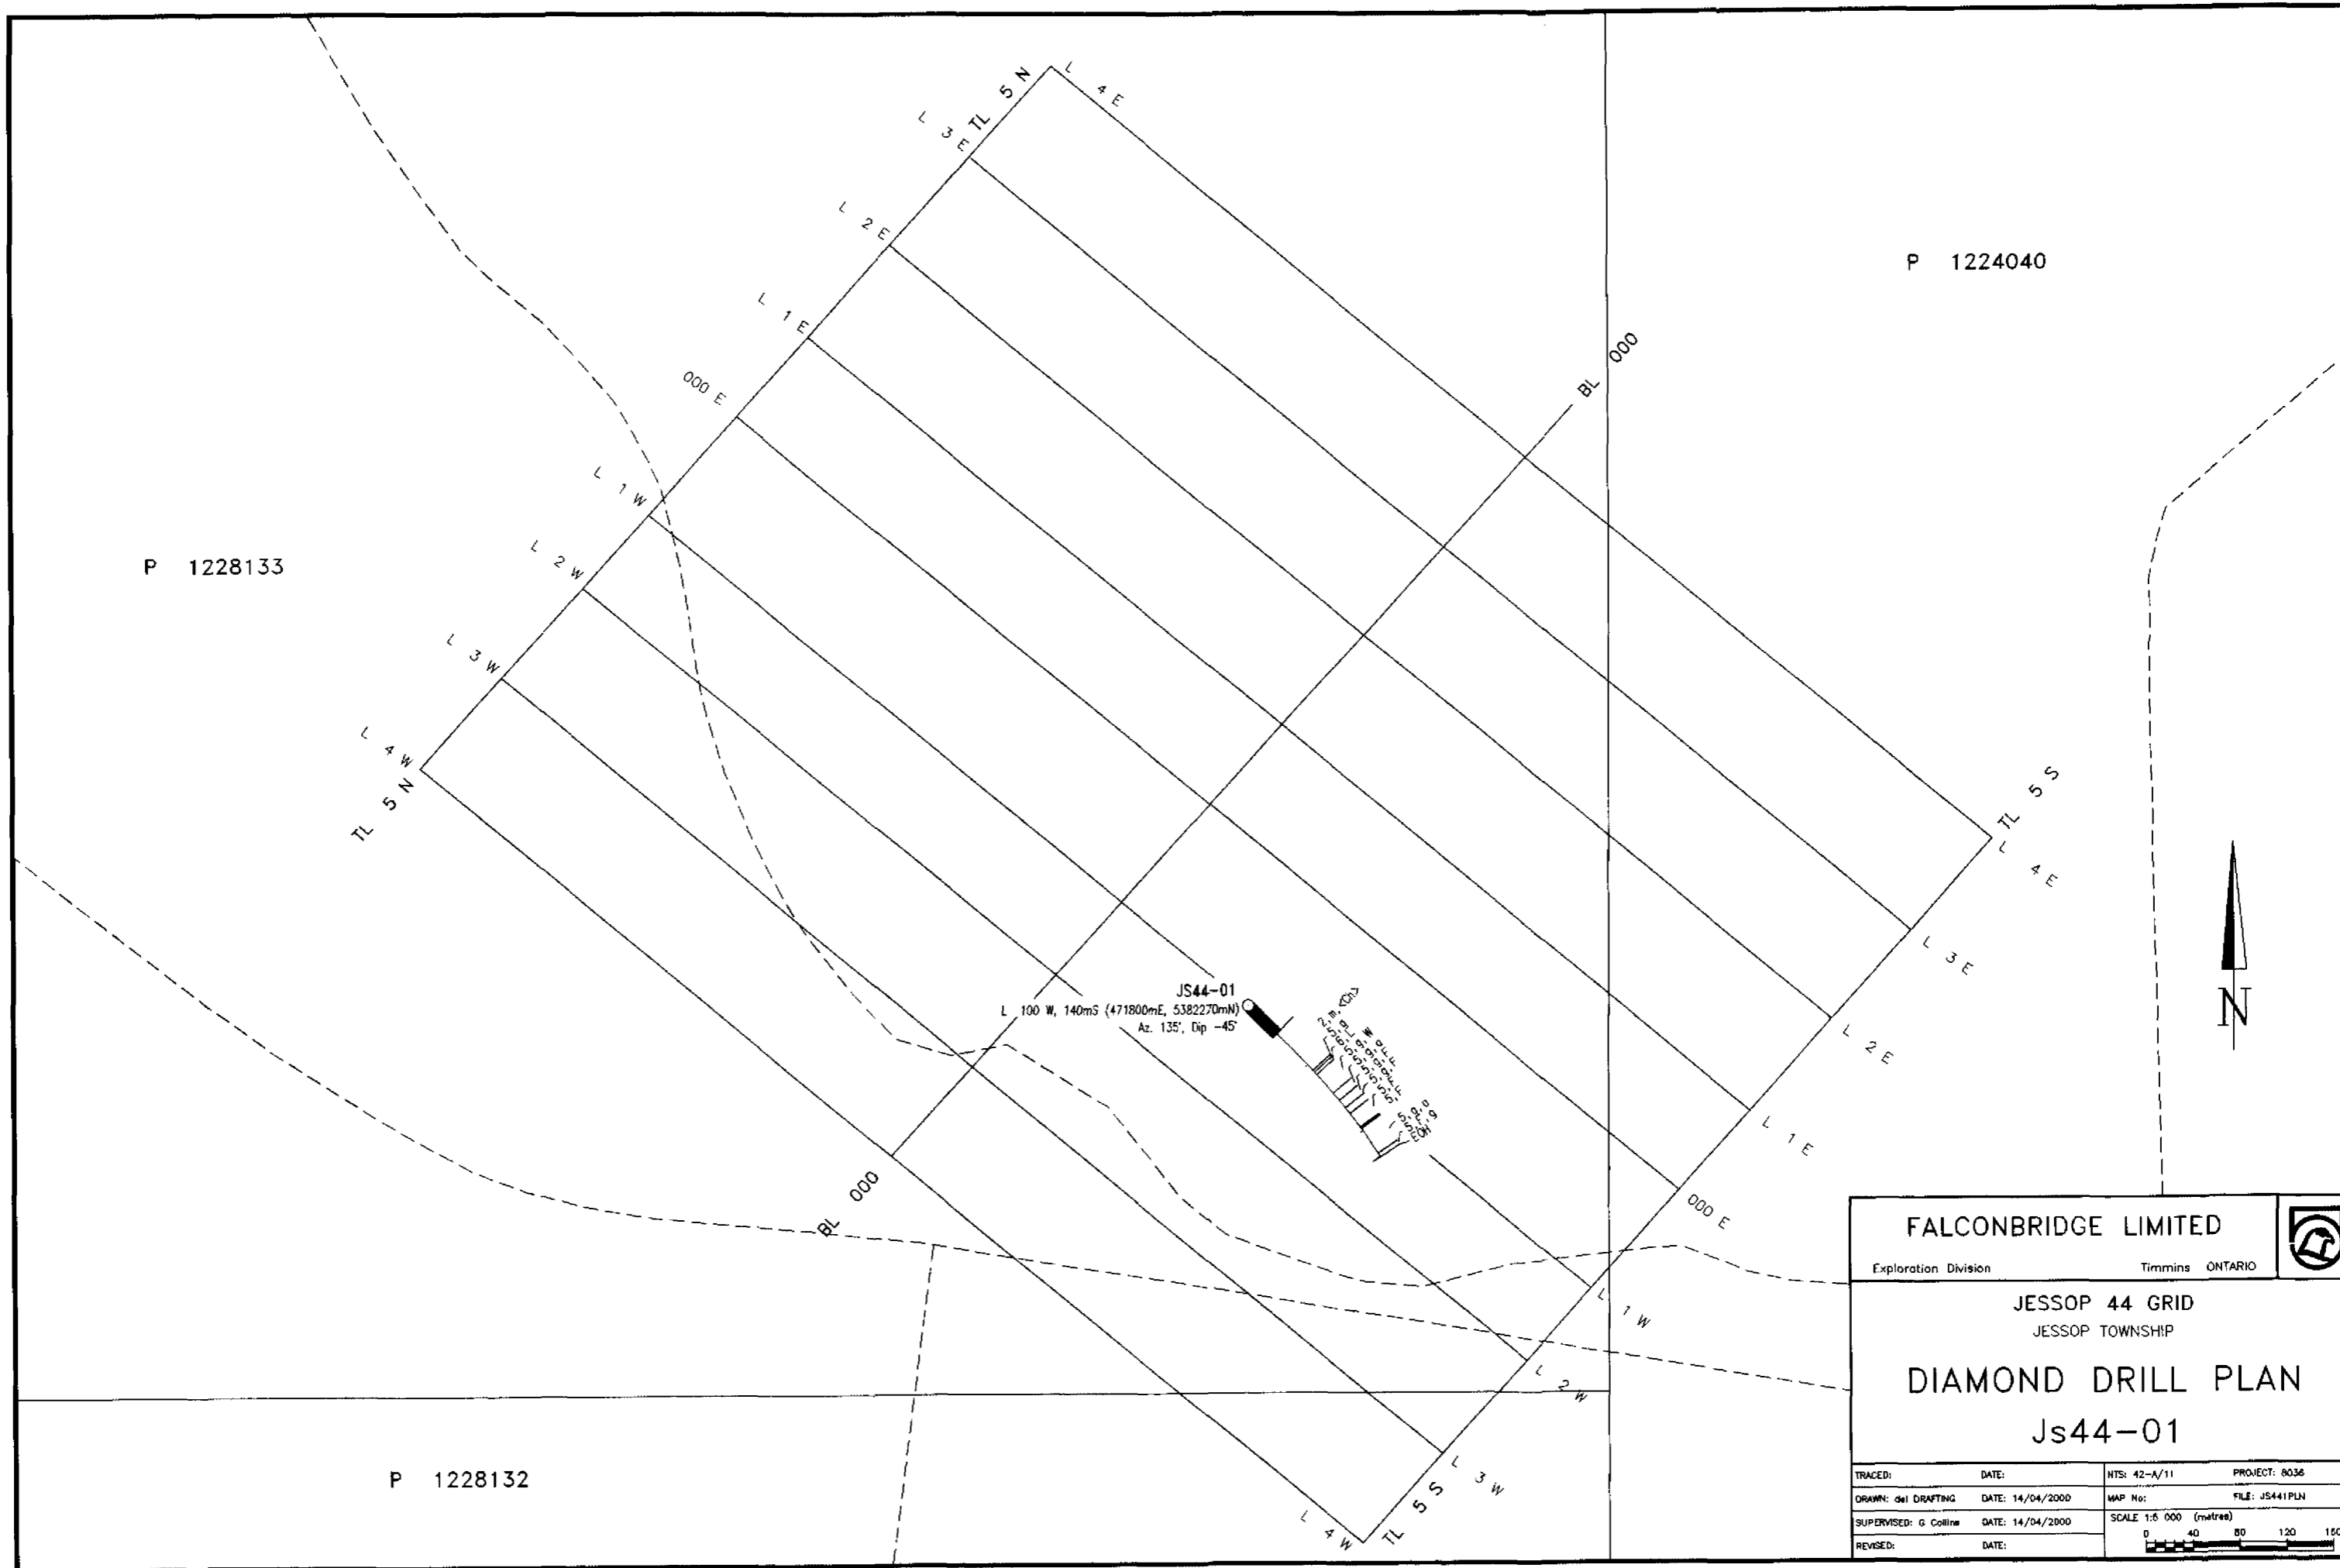 L 4 E
TL 5 N
L 3 E
L 2 E
L 1 E
000 E
L 1 W
L 2 W
L 3 W
L 4 W
TL 5 N
P 1224040
BL 000
P 1228133
TL 5 S
L 4 E
L 3 E
L 2 E
L 1 E
000 E
L 1 W
L 2 W
L 3 W
TL 5 S
L 4 W
BL 000
JS44-01
L 100 W, 140mS (471800mE, 5382270mN)
Az. 135°, Dip -45°
P 1228132
N
FALCONBRIDGE LIMITED
Exploration Division Timmins ONTARIO
JESSOP 44 GRID
JESSOP TOWNSHIP
DIAMOND DRILL PLAN
Js44-01
TRACED: DATE: NTS: 42-A/11 PROJECT: 8036
DRAWN: del DRAFTING DATE: 14/04/2000 MAP No: FILE: JS441PLN
SUPERVISED: G Collins DATE: 14/04/2000 SCALE 1:6 000 (metres)
0 40 80 120 160
REVISED: DATE: